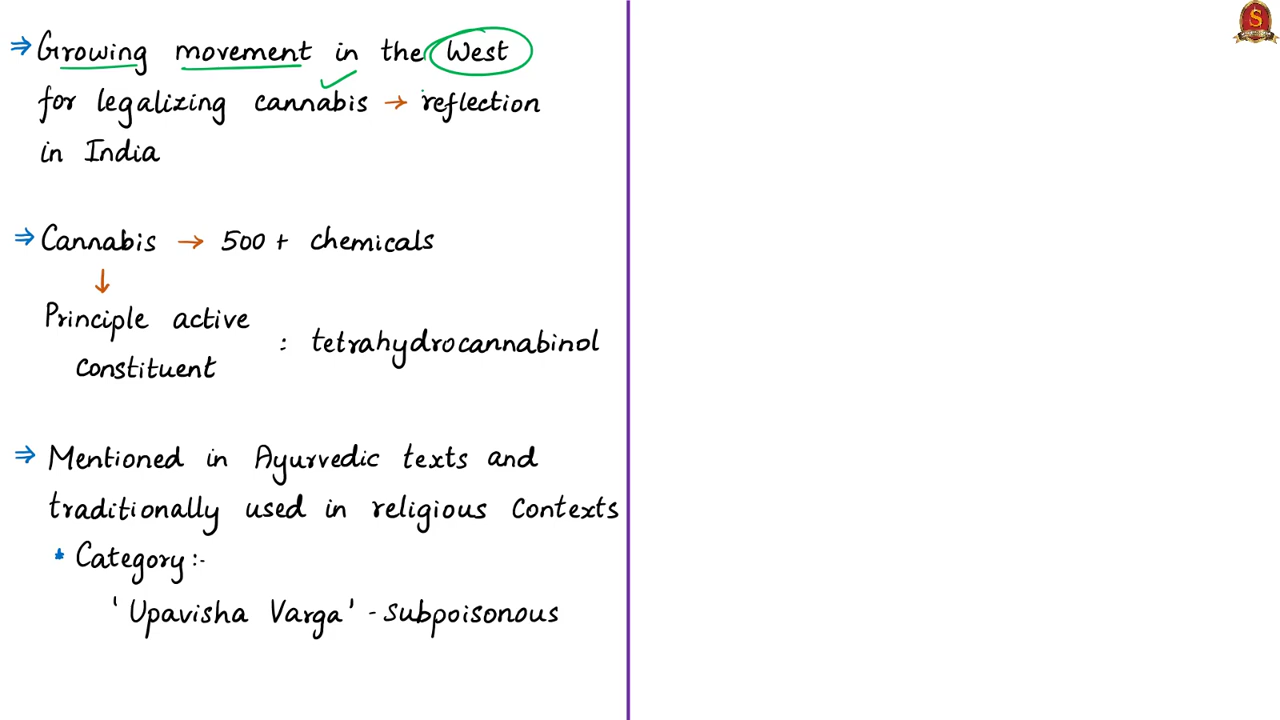 ⇒ Growing movement in the West
for legalizing cannabis → reflection
in India
⇒ Cannabis → 500+ chemicals
↓
Principle active
constituent : tetrahydrocannabinol
⇒ Mentioned in Ayurvedic texts and
traditionally used in religious contexts
* Category :-
'Upavisha Varga' - subpoisonous
S